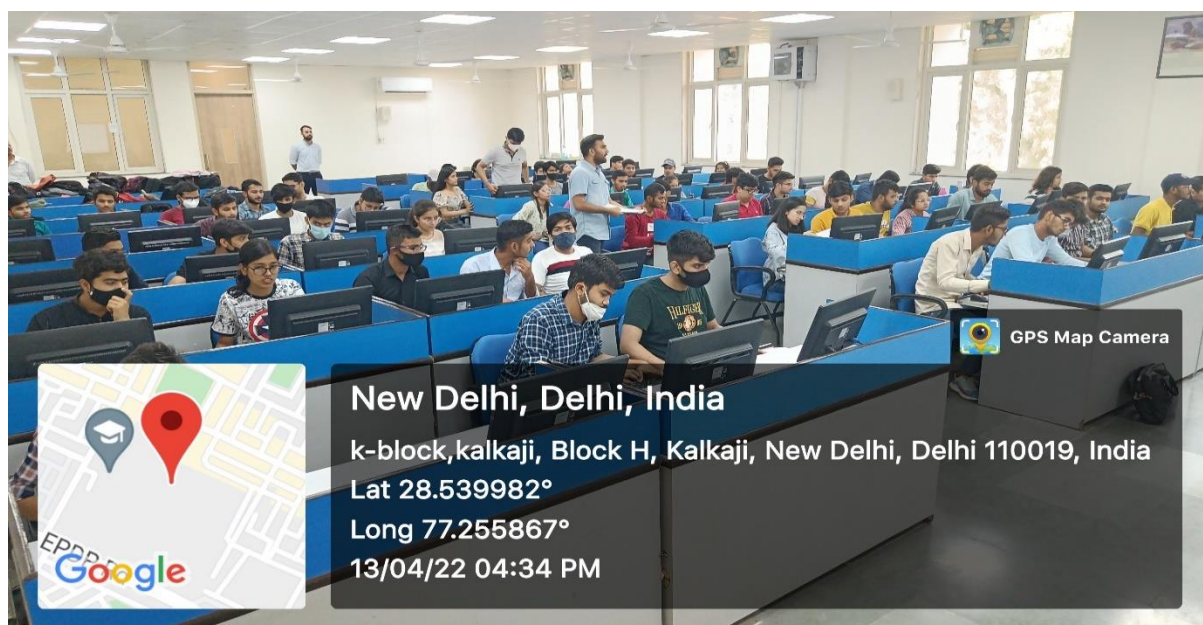 HILFIGER
GPS Map Camera
New Delhi, Delhi, India
k-block,kalkaji, Block H, Kalkaji, New Delhi, Delhi 110019, India
Lat 28.539982°
Long 77.255867°
13/04/22 04:34 PM
Google